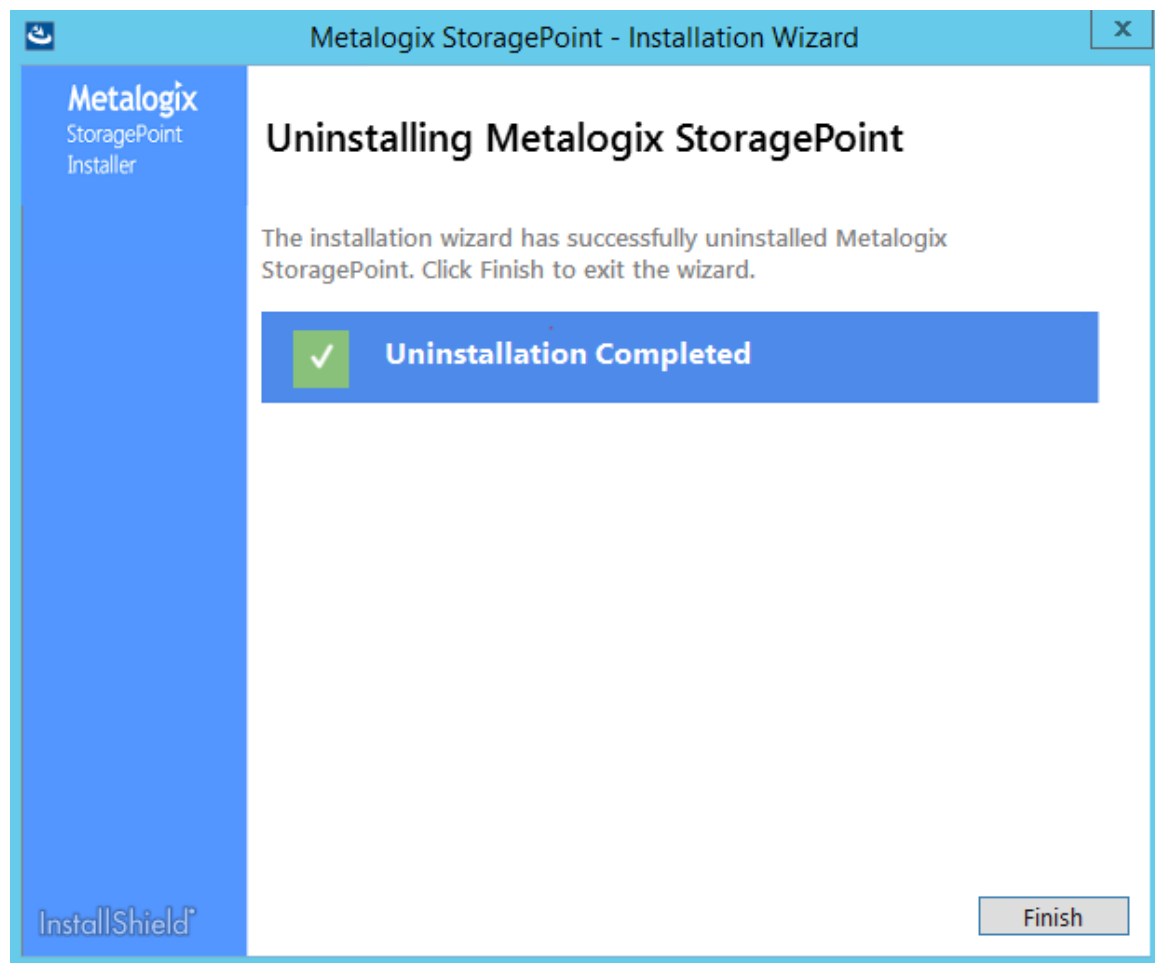 Metalogix StoragePoint - Installation Wizard
x
Metalogix
StoragePoint
Installer
Uninstalling Metalogix StoragePoint
The installation wizard has successfully uninstalled Metalogix
StoragePoint. Click Finish to exit the wizard.
Uninstallation Completed
InstallShield
Finish